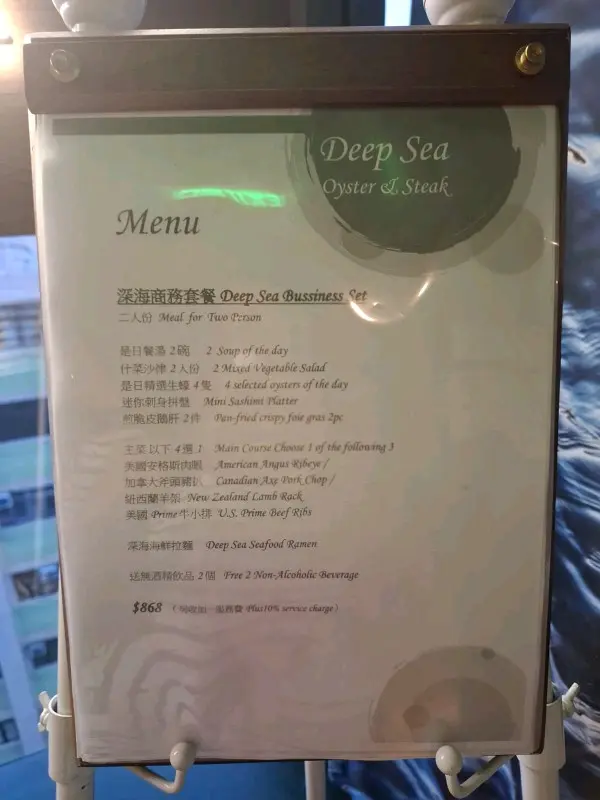 Deep Sea
Oyster & Steak
Menu
深海商務套餐 Deep Sea Bussiness Set
二人份 Meal for Two Person
是日餐湯 2碗 2 Soup of the day
什菜沙律 2人份 2 Mixed Vegetable Salad
是日精選生蠔 4隻 4 selected oysters of the day
迷你刺身拼盤 Mini Sashimi Platter
煎脆皮鵝肝 2件 Pan-fried crispy foie gras 2pc
主菜 以下 4選 1 Main Course Choose 1 of the following 3
美國安格斯肉眼 American Angus Ribeye /
加拿大斧頭豬扒 Canadian Axe Pork Chop /
紐西蘭羊架 New Zealand Lamb Rack
美國 Prime牛小排 U.S. Prime Beef Ribs
深海海鮮拉麵 Deep Sea Seafood Ramen
送無酒精飲品 2個 Free 2 Non-Alcoholic Beverage
$868 ( 另收加一服務費 Plus10% service charge )